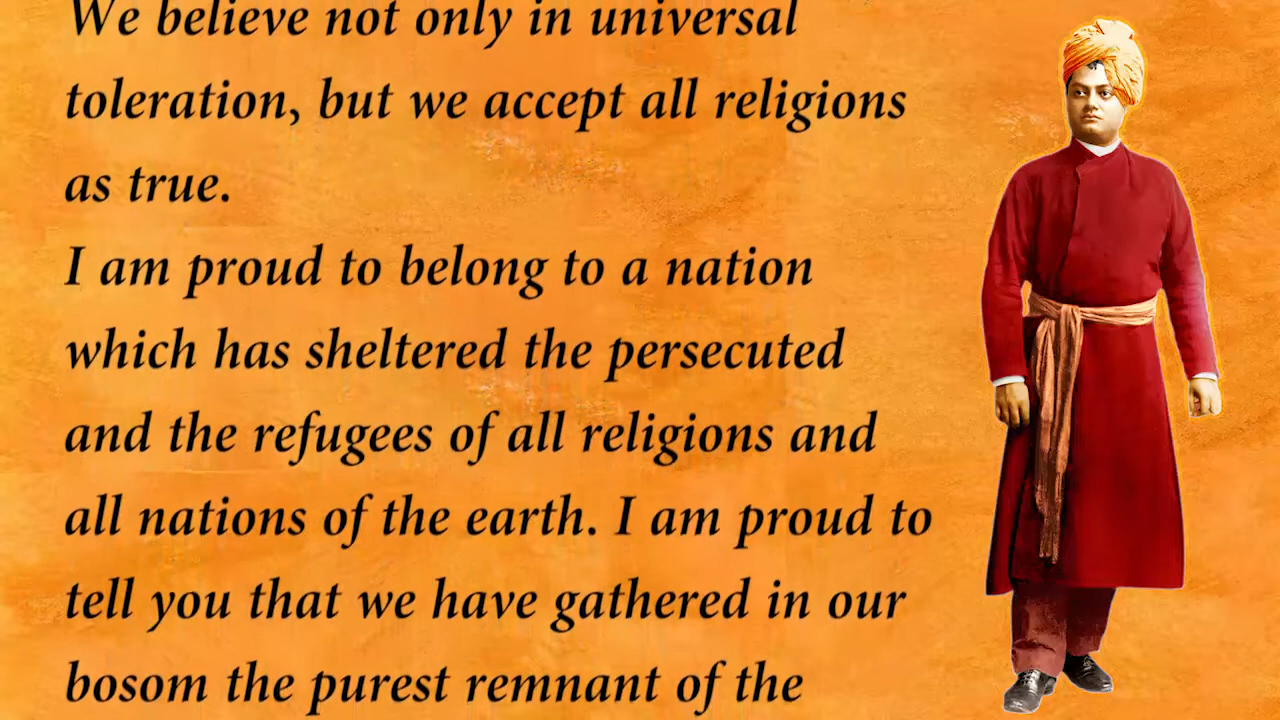 We believe not only in universal
toleration, but we accept all religions
as true.
I am proud to belong to a nation
which has sheltered the persecuted
and the refugees of all religions and
all nations of the earth. I am proud to
tell you that we have gathered in our
bosom the purest remnant of the